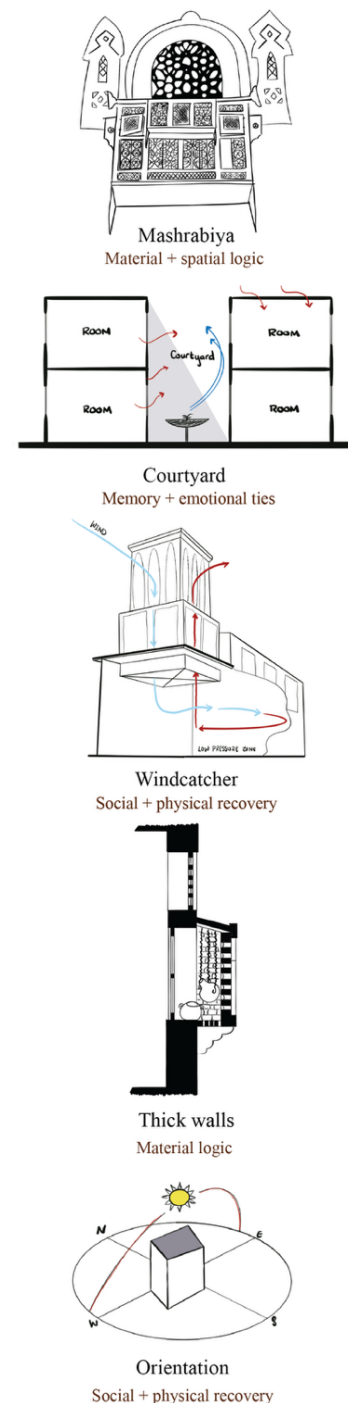 Mashrabiya
Material + spatial logic
ROOM
ROOM
Courtyard
ROOM
ROOM
Courtyard
Memory + emotional ties
WIND
LOW PRESSURE ZONE
Windcatcher
Social + physical recovery
Thick walls
Material logic
N
E
W
S
Orientation
Social + physical recovery